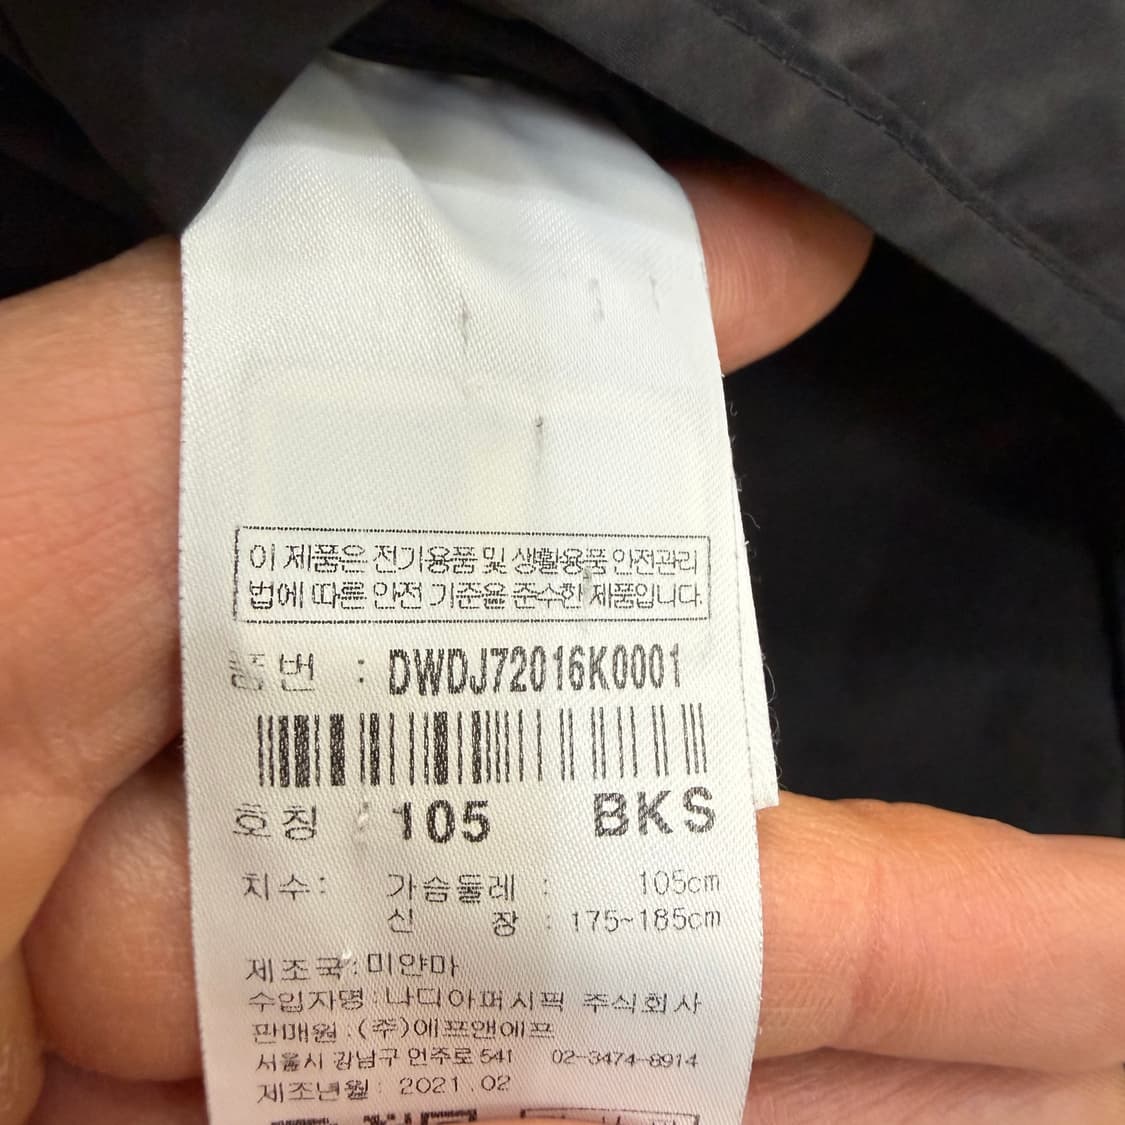 이 제품은 전기용품 및 생활용품 안전관리
법에 따른 안전 기준을 준수한 제품입니다.
품번 : DWDJ72016K0001
호칭 : 105 BKS
치수 : 가슴둘레 : 105cm
신 장 : 175~185cm
제조국 : 미얀마
수입자명 : 나디아퍼시픽 주식회사
판매원 : (주)에프앤에프
서울시 강남구 언주로 541 02-3474-8914
제조년월 : 2021.02